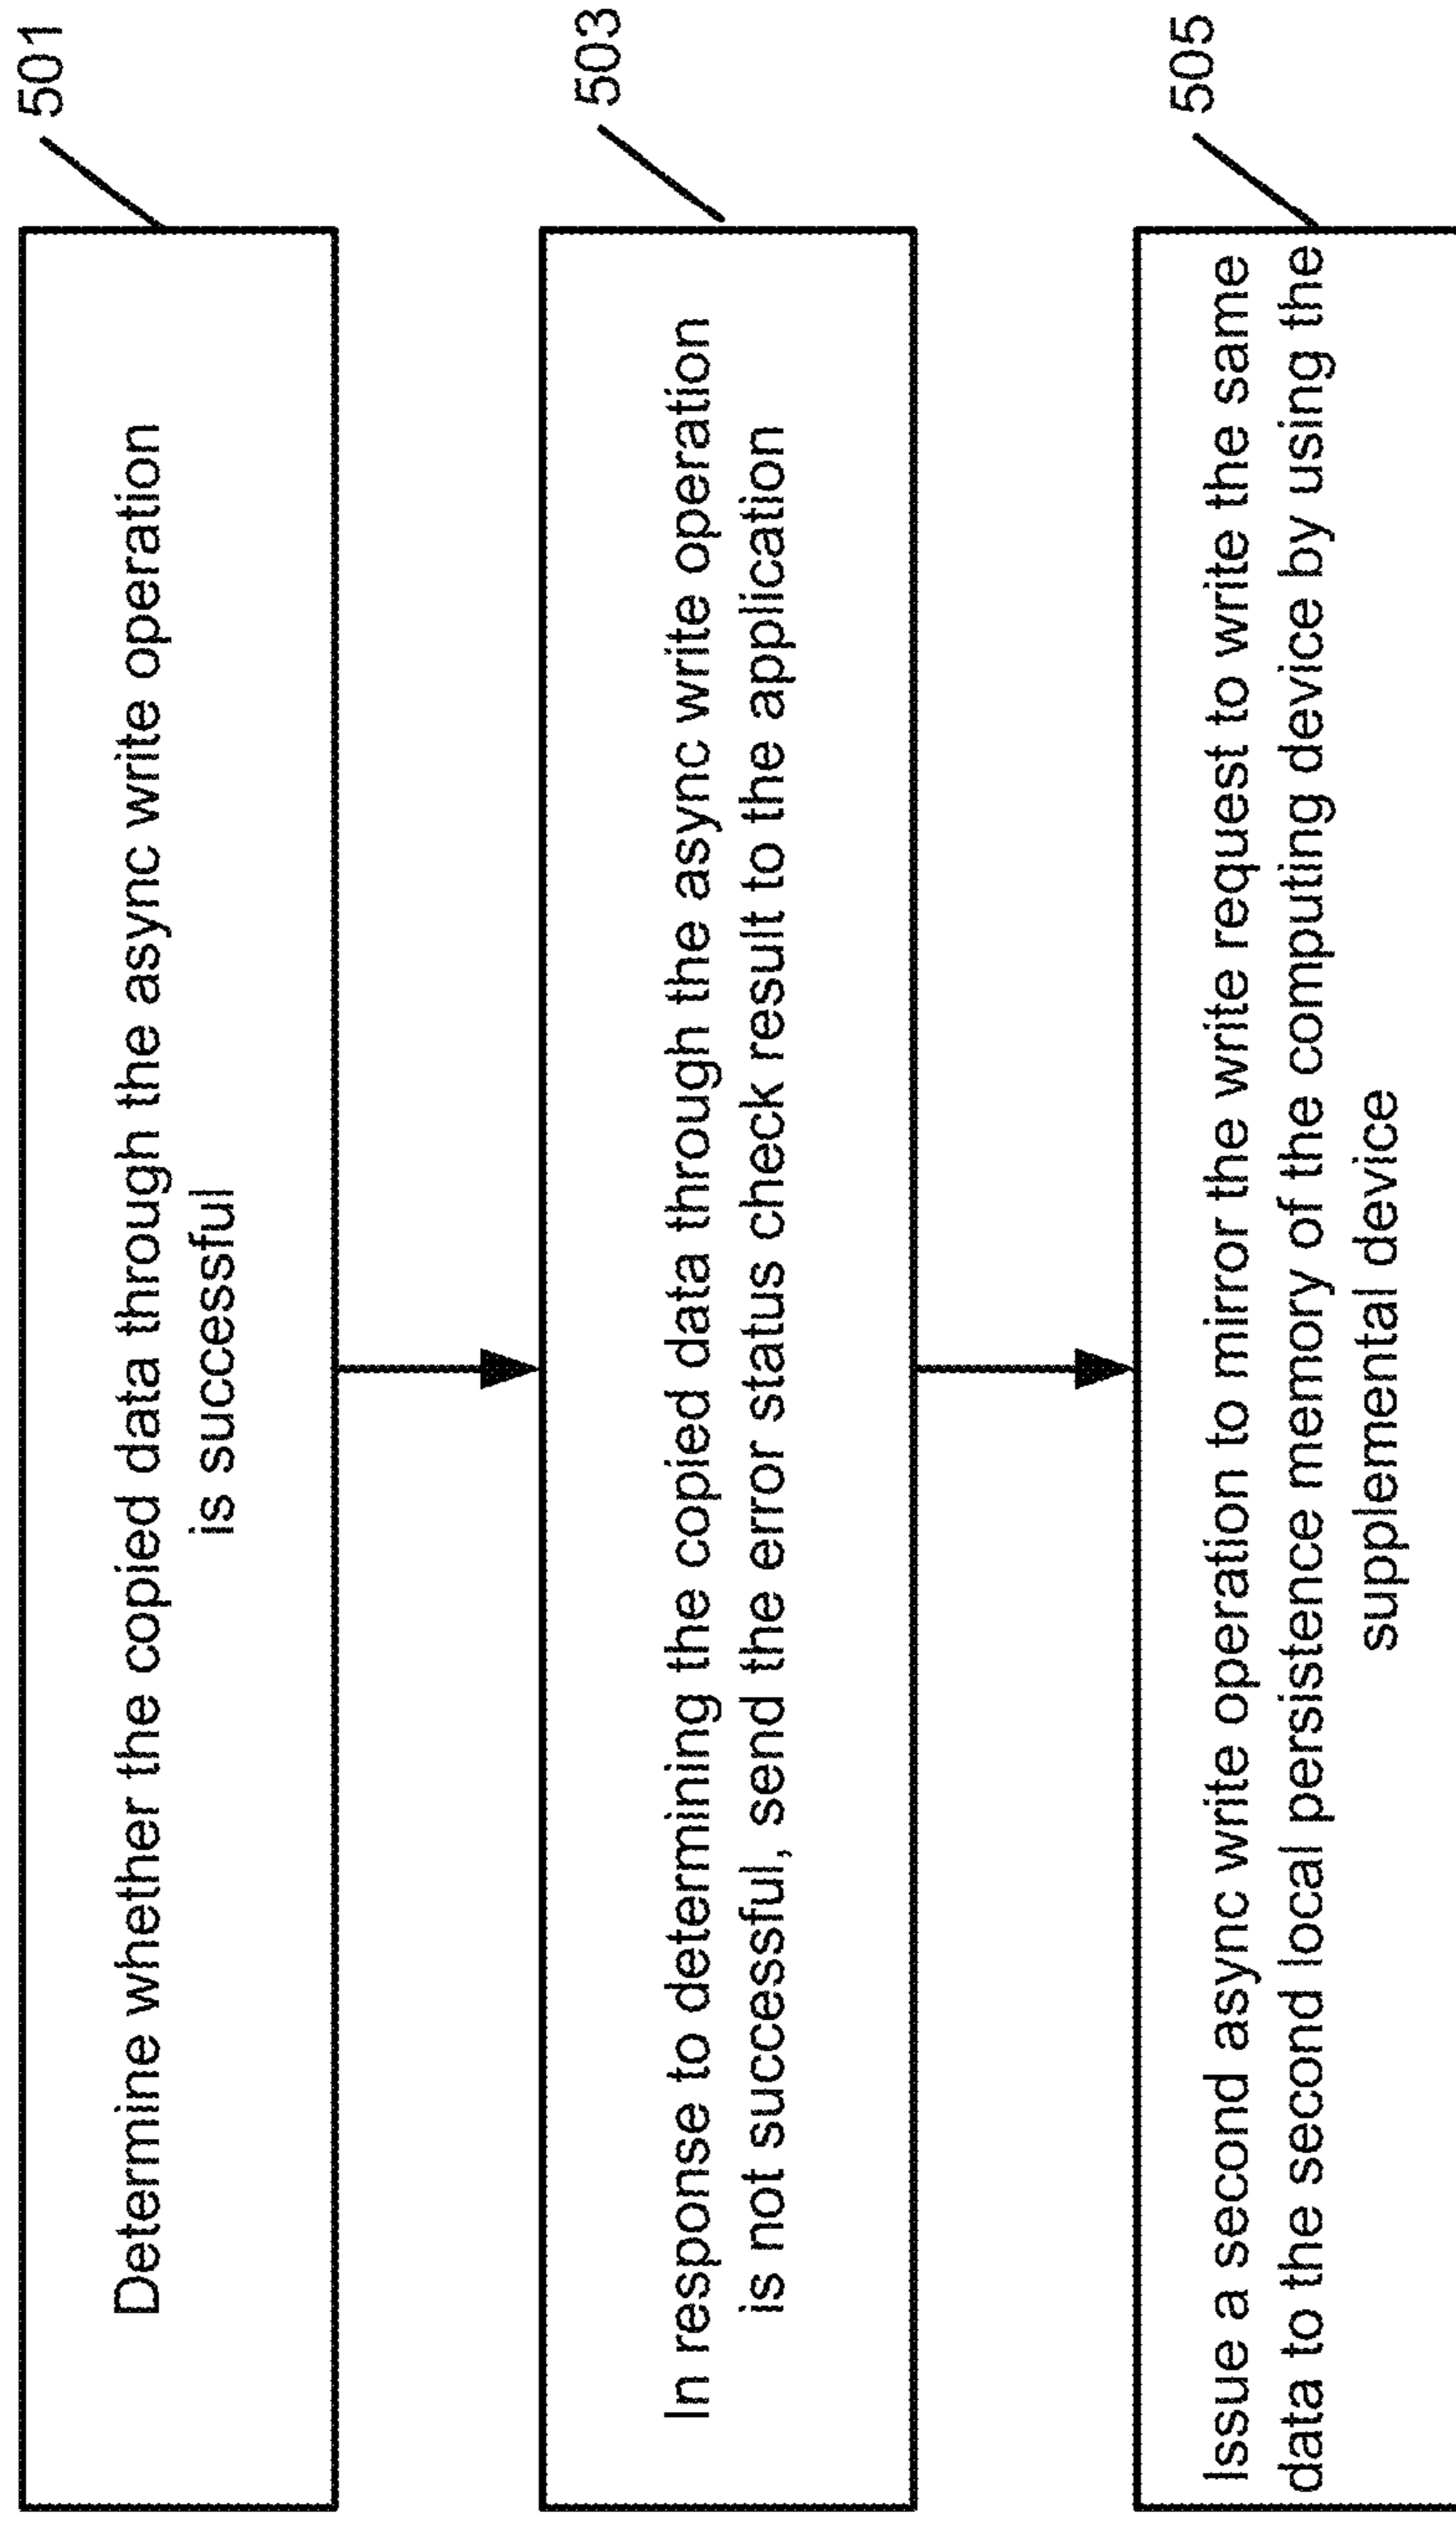 501
Determine whether the copied data through the async write operation
is successful
503
In response to determining the copied data through the async write operation
is not successful, send the error status check result to the application
505
Issue a second async write operation to mirror the write request to write the same
data to the second local persistence memory of the computing device by using the
supplemental device